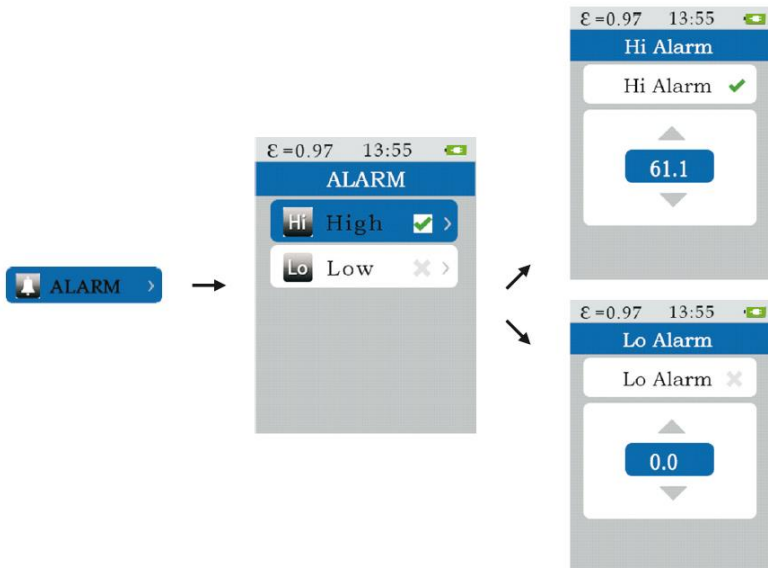 ALARM
Ɛ=0.97 13:55
ALARM
Hi High
Lo Low
Ɛ=0.97 13:55
Hi Alarm
Hi Alarm
61.1
Ɛ=0.97 13:55
Lo Alarm
Lo Alarm
0.0